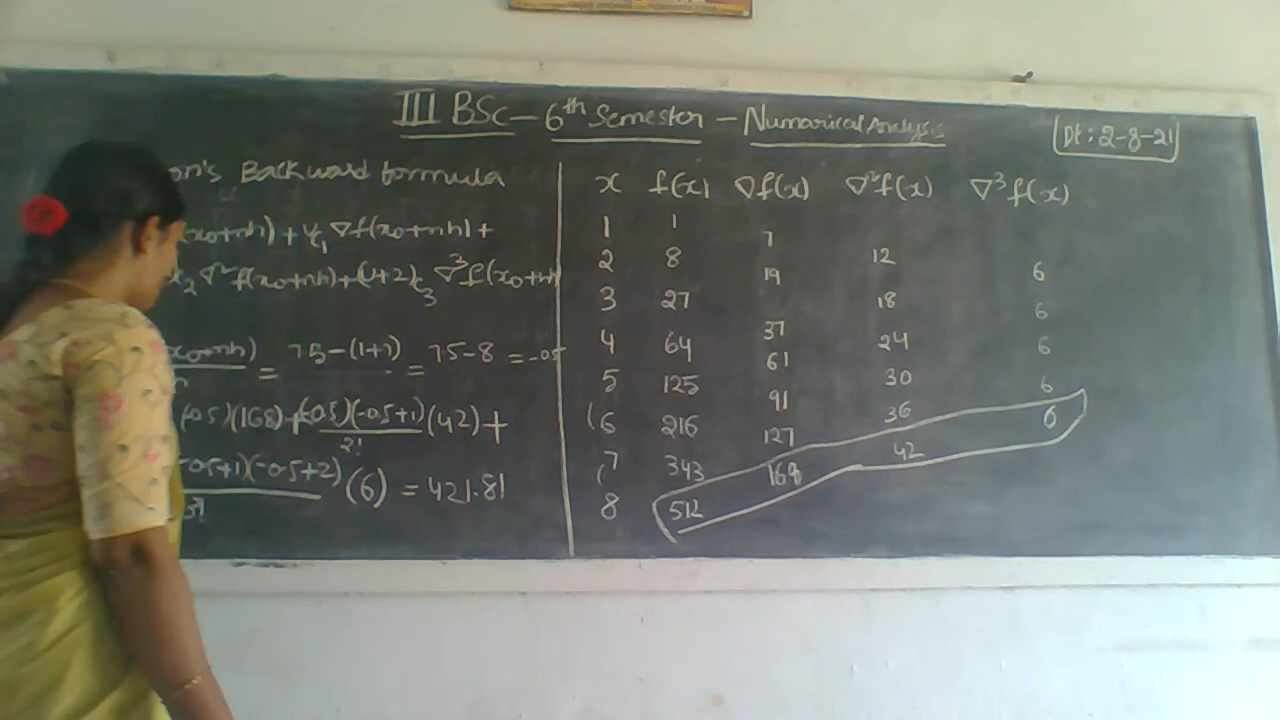 III BSc - 6th Semester - Numarical Analysis
Dt: 2-8-21
on's Backward formula
(x0+nh) + u1 ∇f(x0+nh) +
2 ∇²f(x0+nh) + (u+2)c3 ∇³f(x0+nh
x0+nh) = 7.5-(1+7) = 7.5-8 = -0.5
(0.5)(168) + (-0.5)(-0.5+1)/2! (42) +
-0.5+1)(-0.5+2)/3! (6) = 421.81
x f(x) ∇f(x) ∇²f(x) ∇³f(x)
1 1
7
2 8 12
19 6
3 27 18
37 6
4 64 24
61 6
5 125 30
91 6
6 216 36
127 6
7 343 42
169
8 512